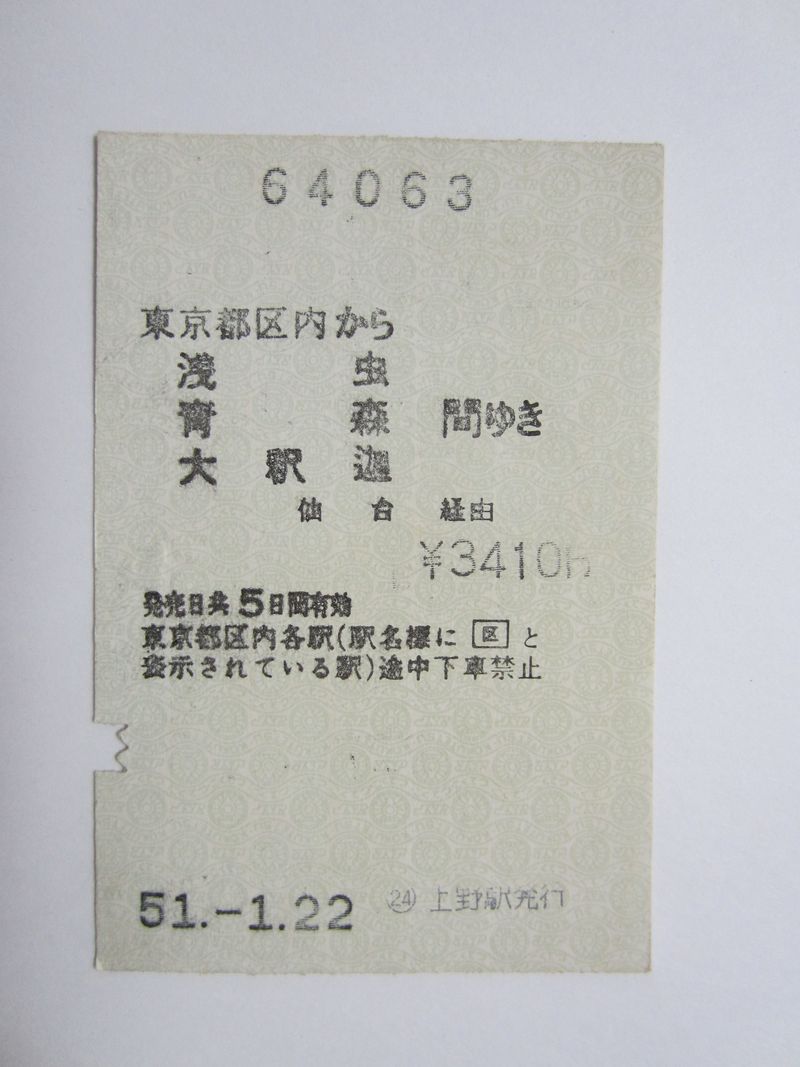 64063
東京都区内から
浅虫
青森 間ゆき
大釈迦
仙台 経由
¥3410円
発売日共5日間有効
東京都区内各駅(駅名標に 区 と
表示されている駅)途中下車禁止
51.-1.22 ㉔ 上野駅発行